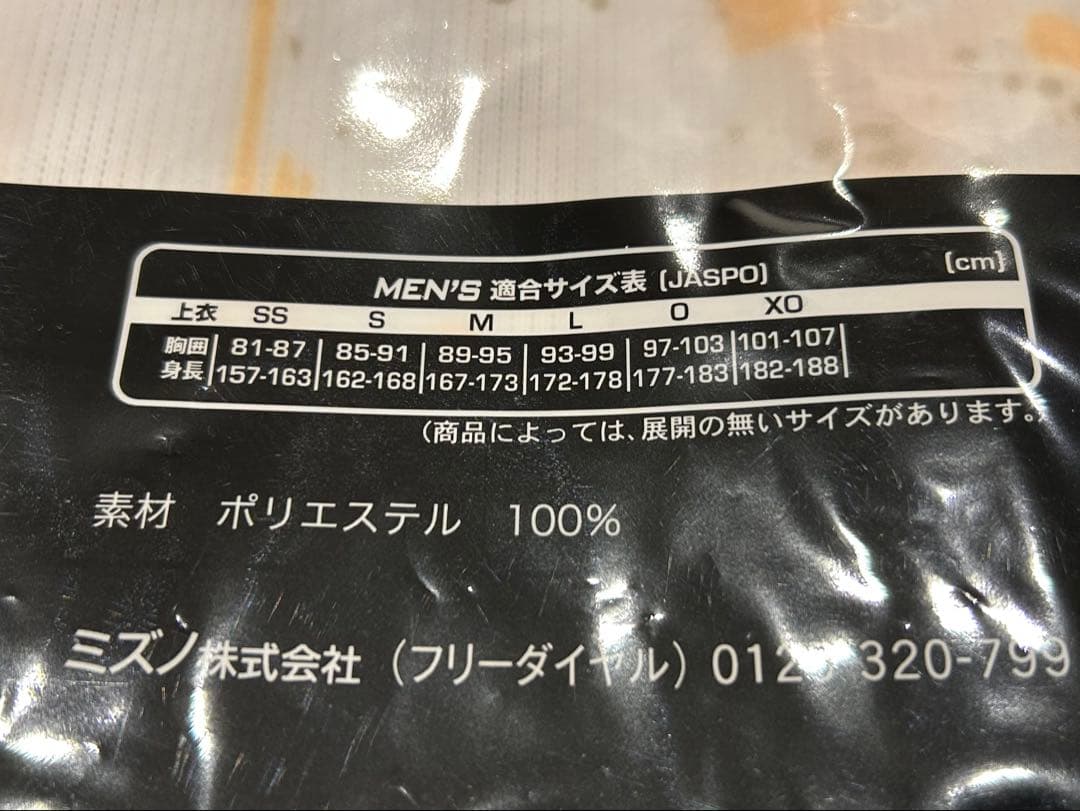 MEN'S 適合サイズ表 [JASPO] [cm]
上衣 SS S M L O XO
胸囲 81-87 85-91 89-95 93-99 97-103 101-107
身長 157-163 162-168 167-173 172-178 177-183 182-188
(商品によっては、展開の無いサイズがあります。
素材 ポリエステル 100%
ミズノ株式会社 (フリーダイヤル) 012 320-799